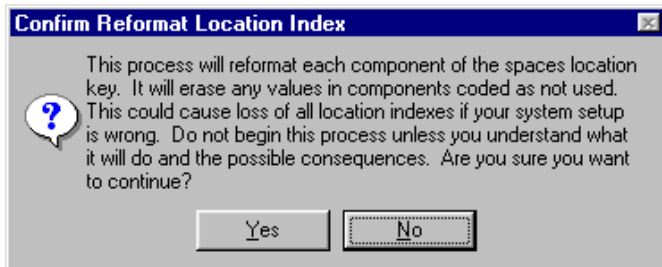 Confirm Reformat Location Index
This process will reformat each component of the spaces location
key. It will erase any values in components coded as not used.
This could cause loss of all location indexes if your system setup
is wrong. Do not begin this process unless you understand what
it will do and the possible consequences. Are you sure you want
to continue?
Yes No